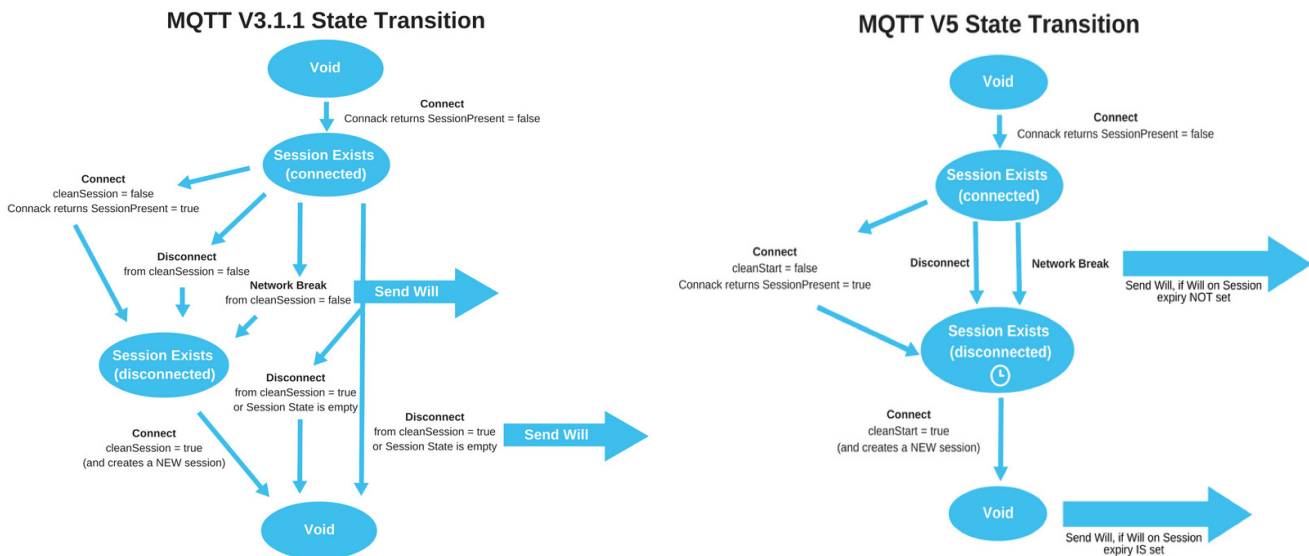 MQTT V3.1.1 State Transition
Void
Connect
Connack returns SessionPresent = false
Session Exists
(connected)
Connect
cleanSession = false
Connack returns SessionPresent = true
Disconnect
from cleanSession = false
Network Break
from cleanSession = false
Send Will
Session Exists
(disconnected)
Disconnect
from cleanSession = true
or Session State is empty
Disconnect
from cleanSession = true
or Session State is empty
Send Will
Connect
cleanSession = true
(and creates a NEW session)
Void
MQTT V5 State Transition
Void
Connect
Connack returns SessionPresent = false
Session Exists
(connected)
Connect
cleanStart = false
Connack returns SessionPresent = true
Disconnect
Network Break
Send Will, if Will on Session
expiry NOT set
Session Exists
(disconnected)
Connect
cleanStart = true
(and creates a NEW session)
Void
Send Will, if Will on Session
expiry IS set